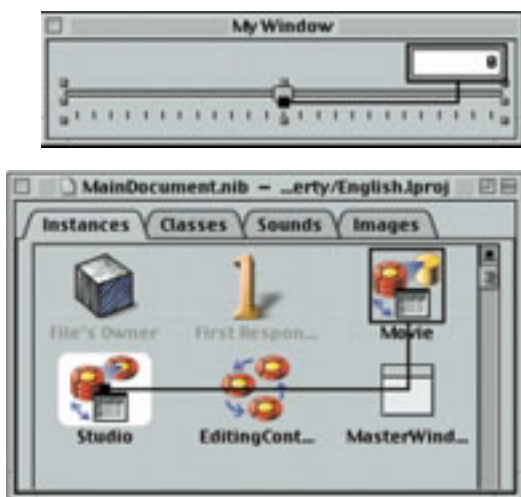 My Window
0
MainDocument.nib — ...erty/English.lproj
Instances Classes Sounds Images
File's Owner First Respon... Movie
Studio EditingCont... MasterWind...